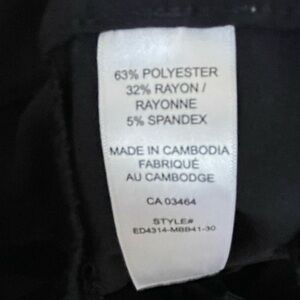 63% POLYESTER
32% RAYON /
RAYONNE
5% SPANDEX
MADE IN CAMBODIA
FABRIQUÉ
AU CAMBODGE
CA 03464
STYLE#
ED4314-MBB41-30